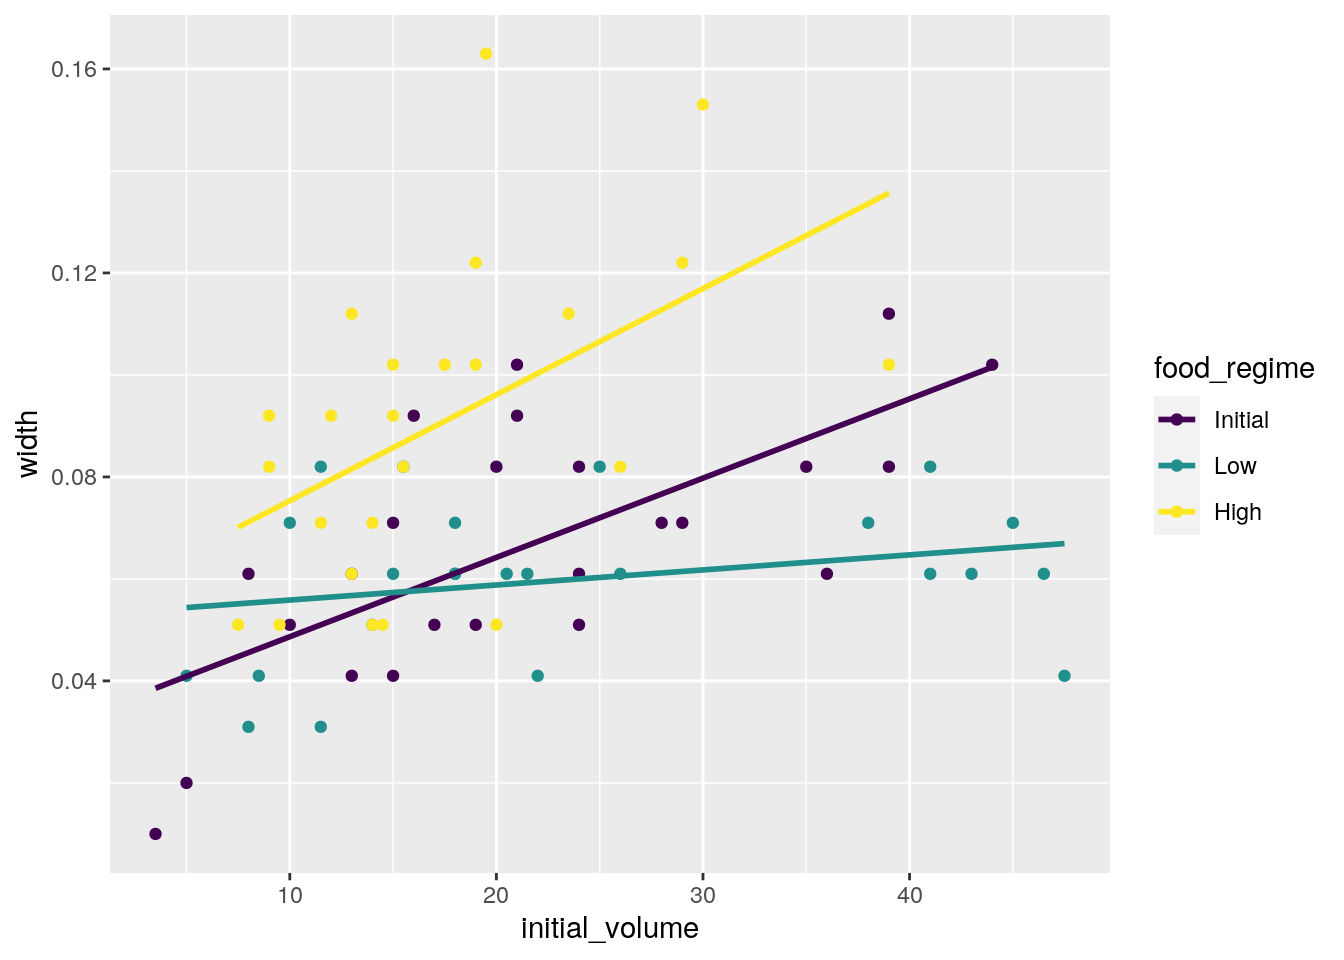 0.16
0.12
0.08
0.04
width
10 20 30 40
initial_volume
food_regime
Initial
Low
High